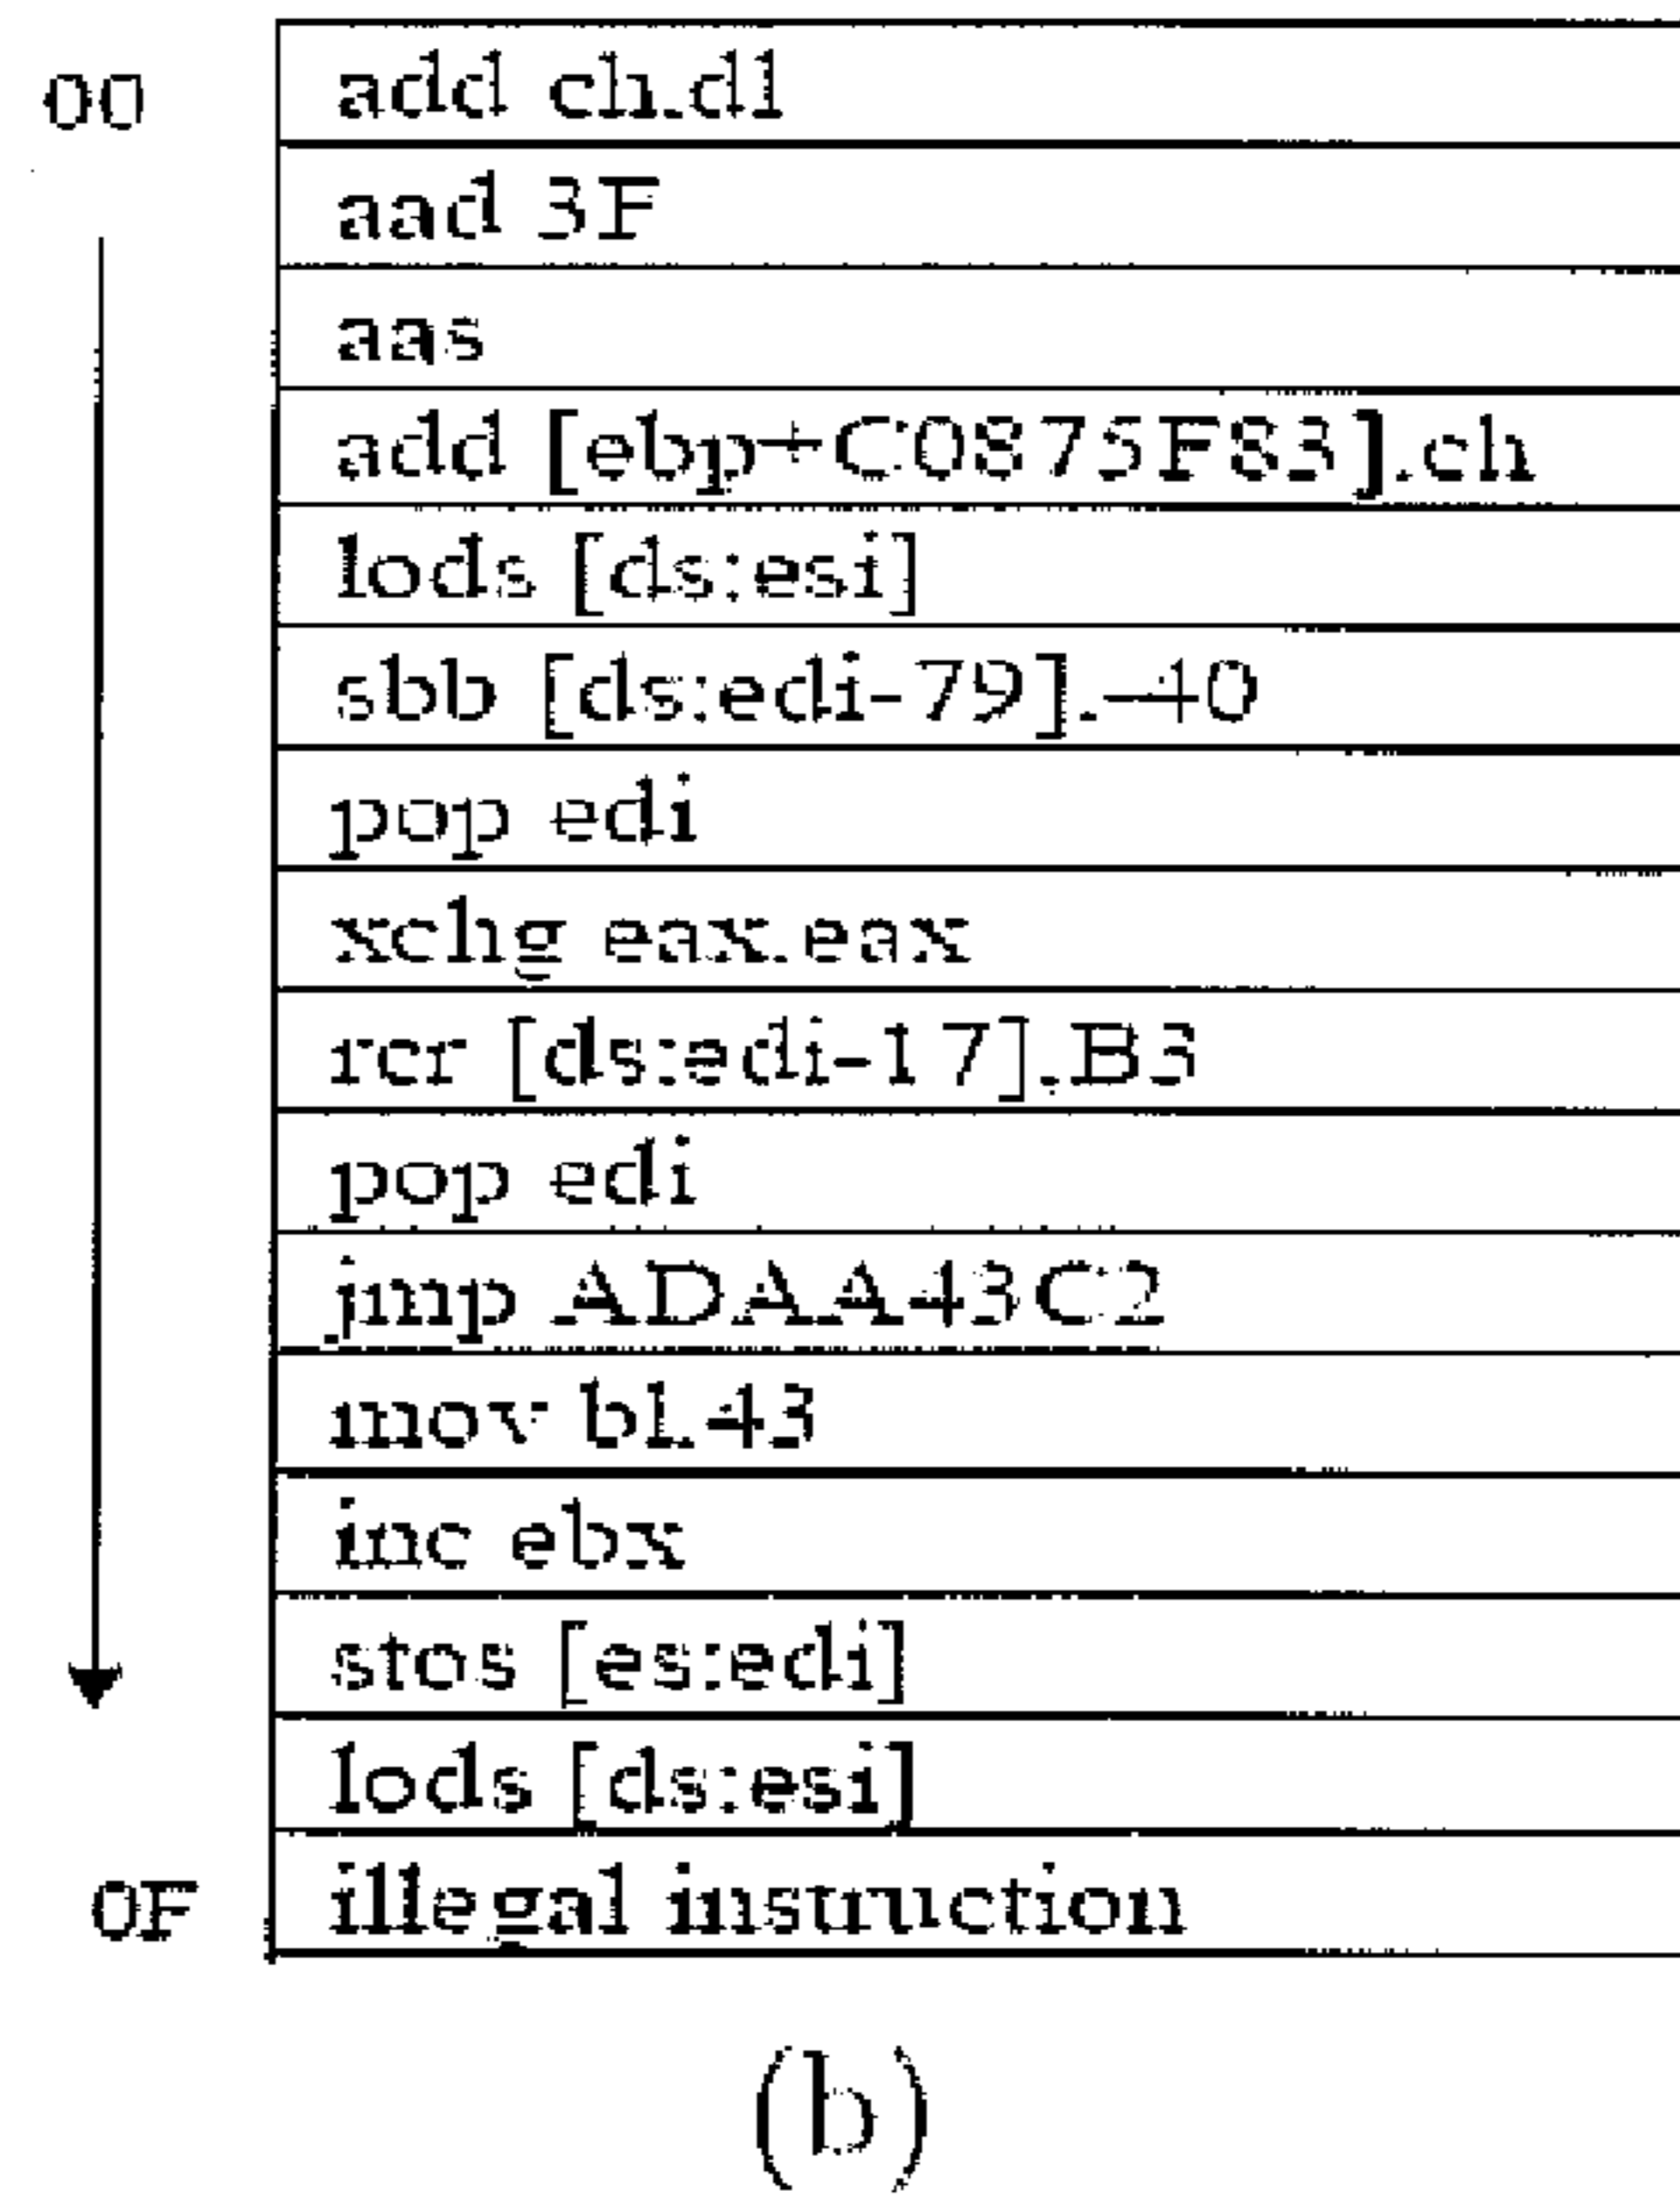 00
add ch,dl
aad 3F
aas
add [ebp+C0875F83],ch
lods [ds:esi]
sbb [ds:edi-79],-40
pop edi
xchg eax,eax
rcr [ds:edi-17],B3
pop edi
jmp ADAA43C2
mov bl,43
inc ebx
stos [es:edi]
lods [ds:esi]
0F
illegal instruction
(b)